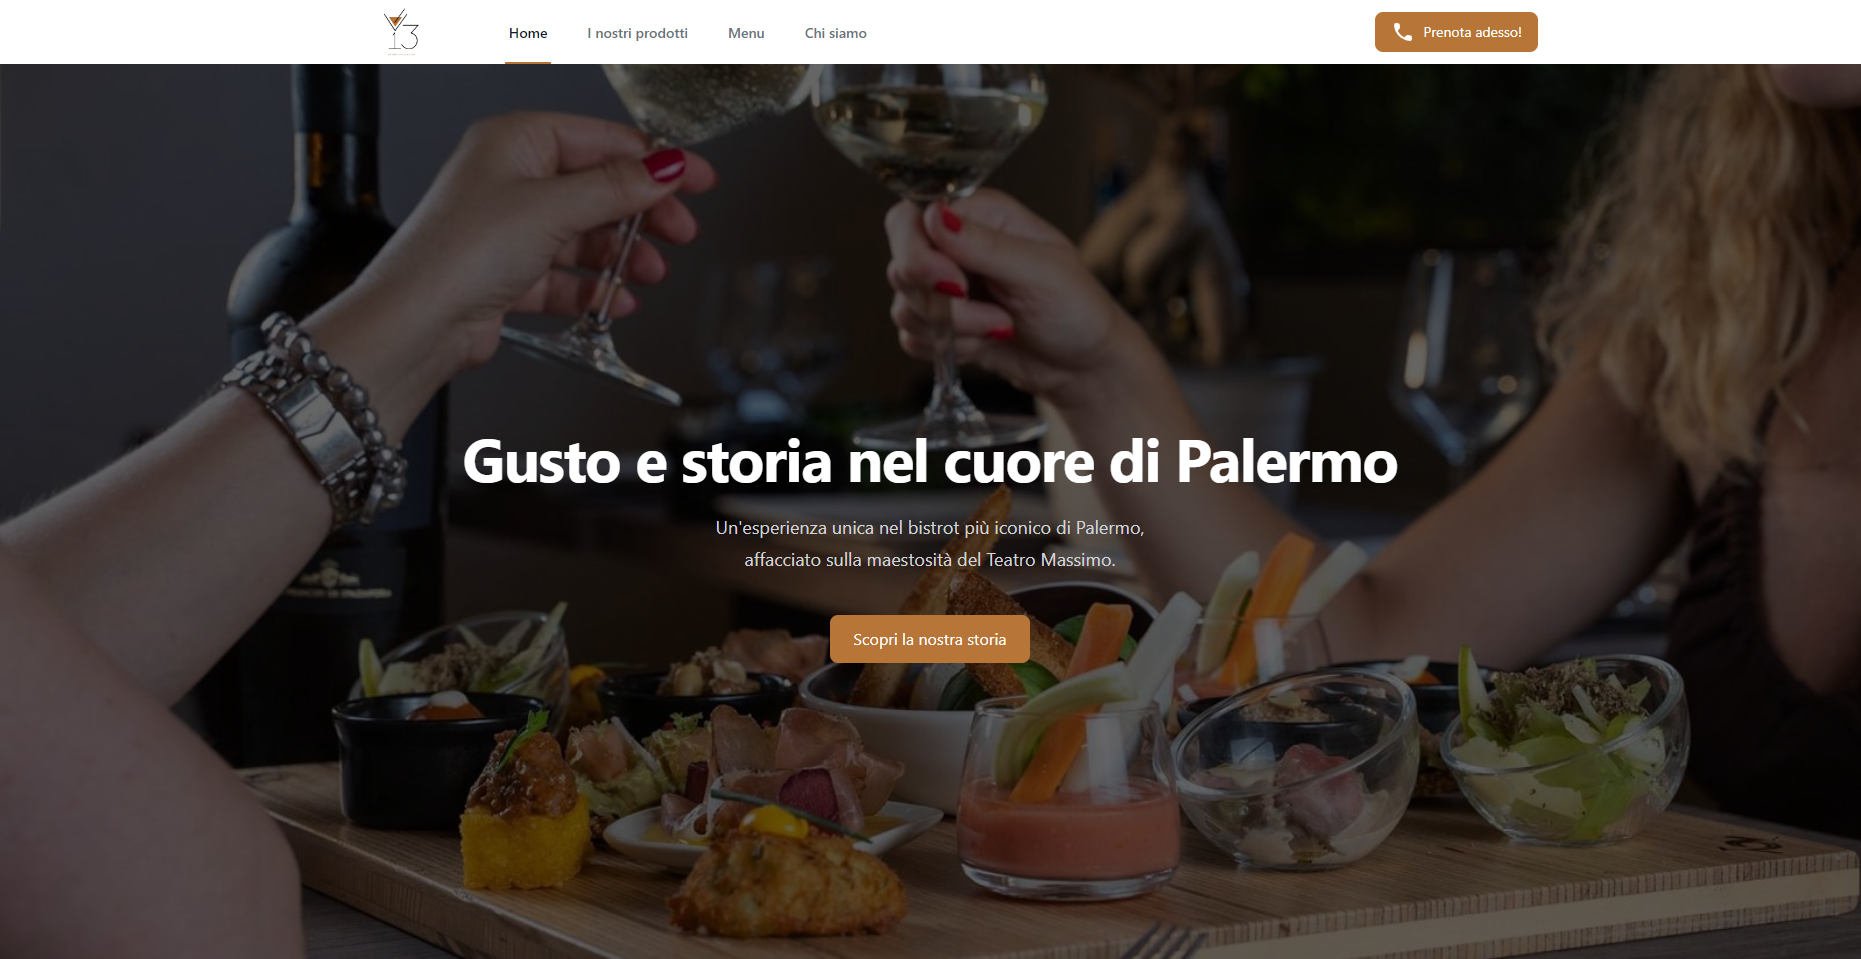 13
Home
I nostri prodotti
Menu
Chi siamo
Prenota adesso!
Gusto e storia nel cuore di Palermo
Un'esperienza unica nel bistrot più iconico di Palermo,
affacciato sulla maestosità del Teatro Massimo.
Scopri la nostra storia